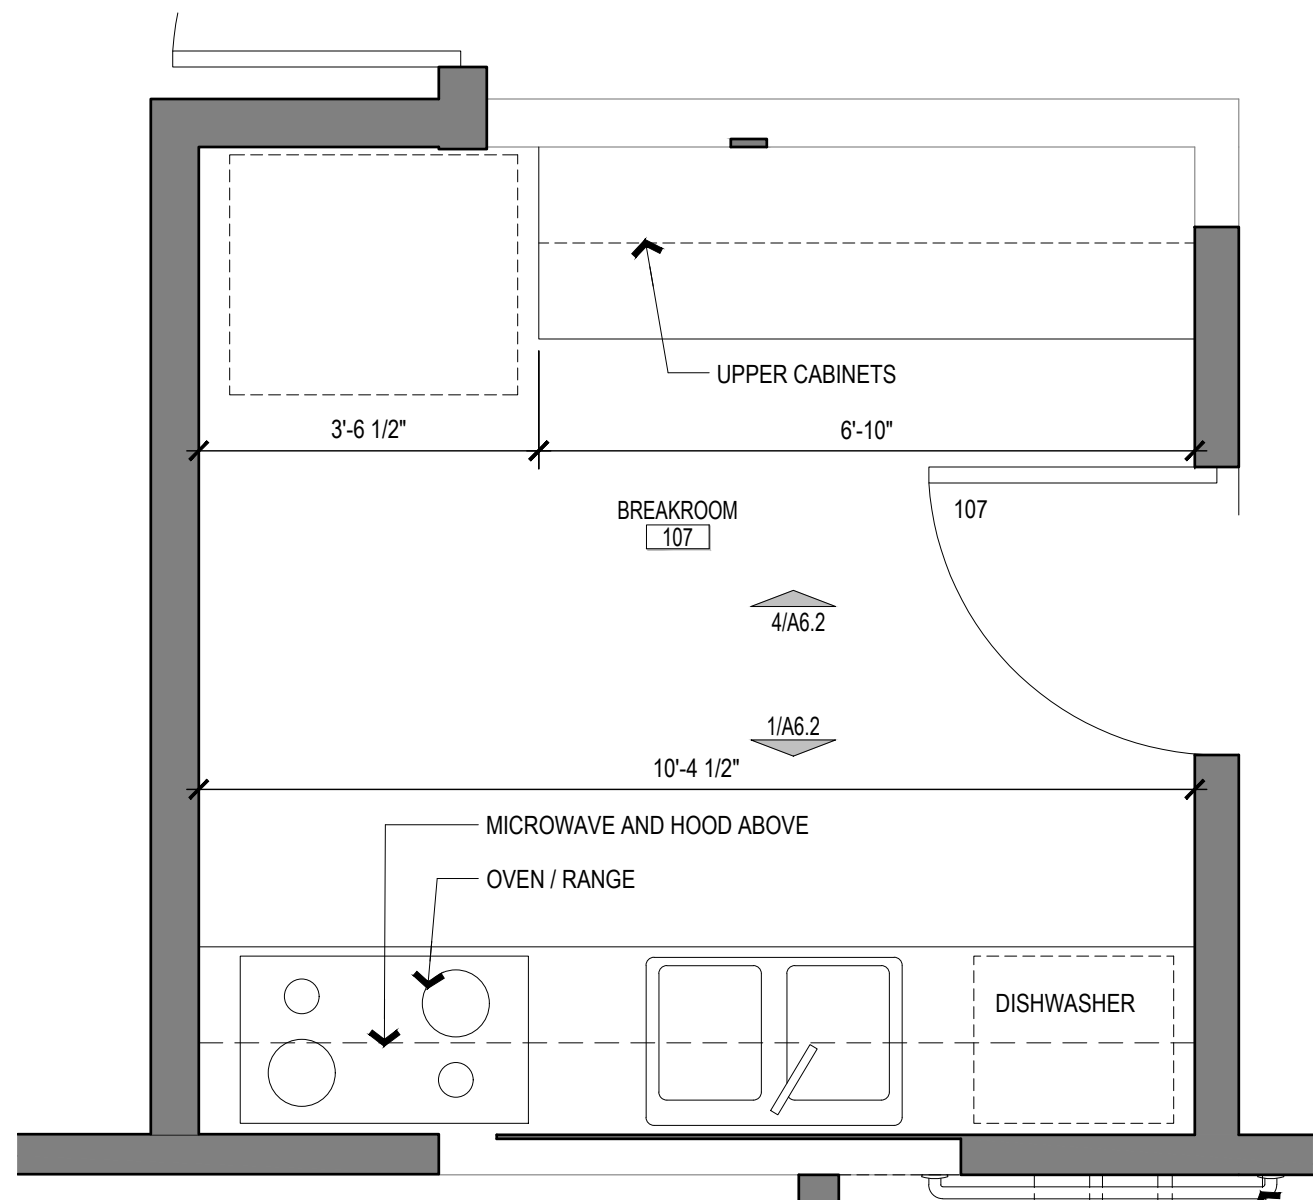 UPPER CABINETS
3'-6 1/2"
6'-10"
BREAKROOM
107
107
4/A6.2
1/A6.2
10'-4 1/2"
MICROWAVE AND HOOD ABOVE
OVEN / RANGE
DISHWASHER